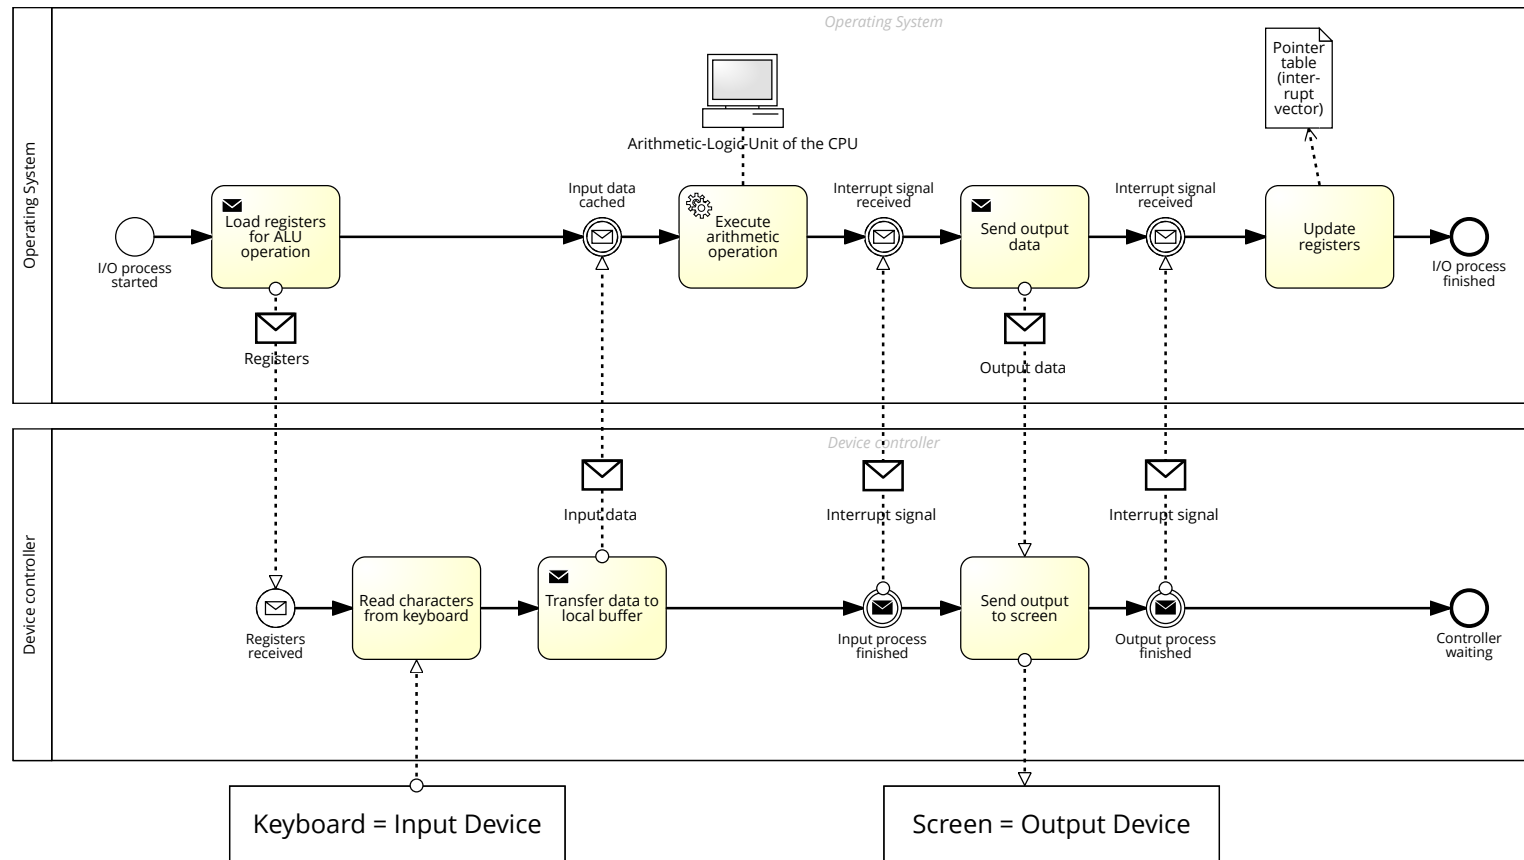 Operating System
Operating System
Pointer
table
(inter-
rupt
vector)
Arithmetic-Logic-Unit of the CPU
Input data
cached
Interrupt signal
received
Interrupt signal
received
Load registers
for ALU
operation
Execute
arithmetic
operation
Send output
data
Update
registers
I/O process
started
I/O process
finished
Registers
Output data
Device controller
Device controller
Input data
Interrupt signal
Interrupt signal
Read characters
from keyboard
Transfer data to
local buffer
Send output
to screen
Registers
received
Input process
finished
Output process
finished
Controller
waiting
Keyboard = Input Device
Screen = Output Device